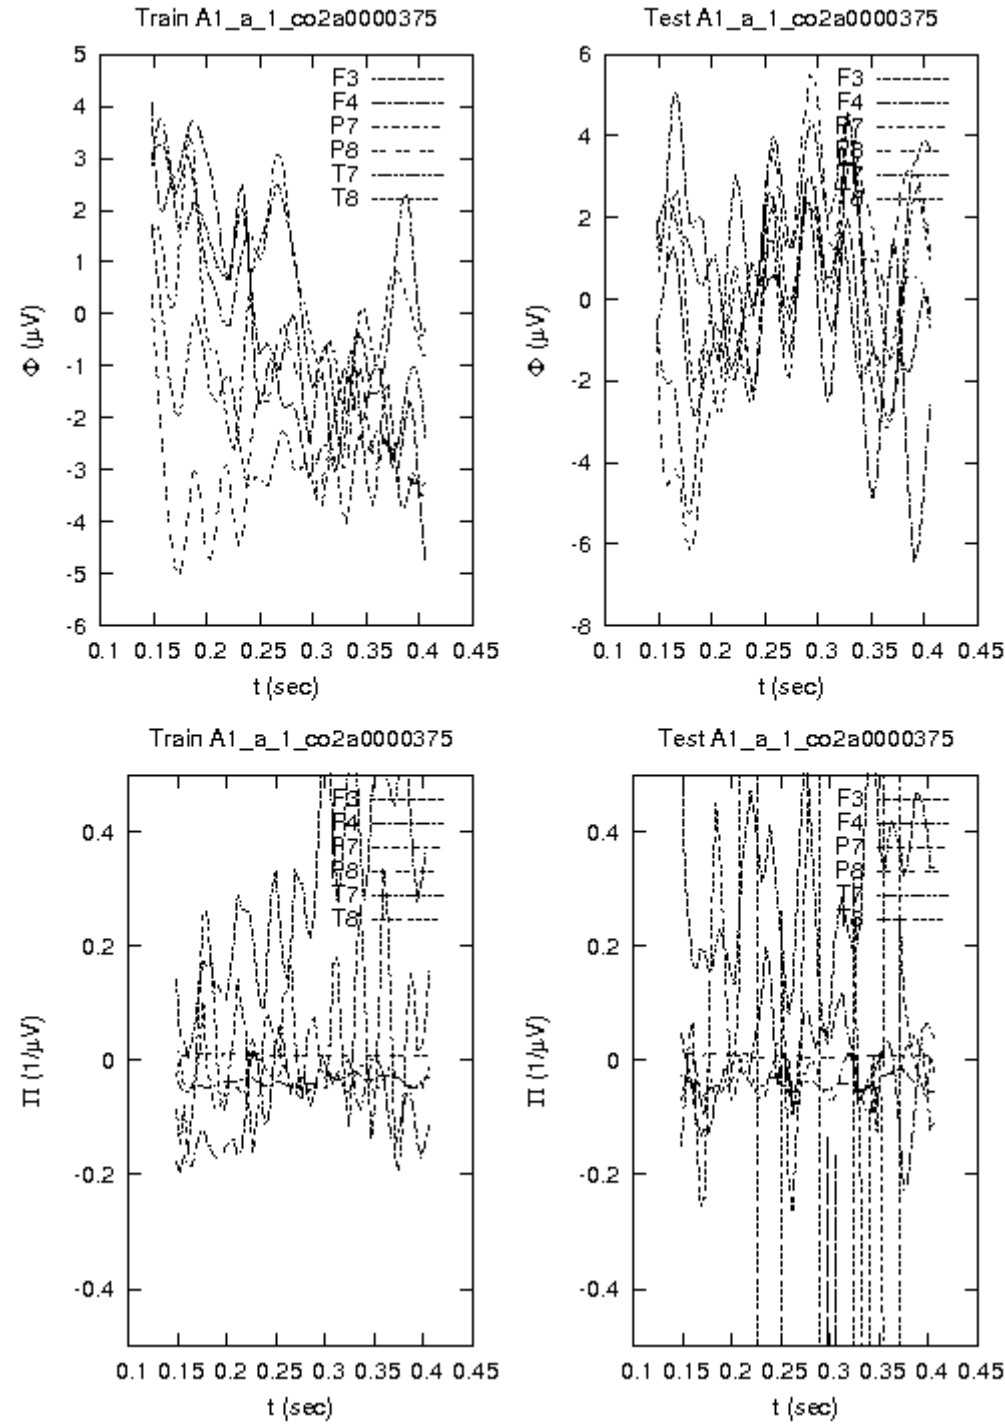 Train A1_a_1_co2a0000375
5
4
3
2
1
0
-1
-2
-3
-4
-5
-6
Φ (μV)
F3
F4
P7
P8
T7
T8
0.1 0.15 0.2 0.25 0.3 0.35 0.4 0.45
t (sec)
Test A1_a_1_co2a0000375
6
4
2
0
-2
-4
-6
-8
Φ (μV)
F3
F4
P7
P8
T7
T8
0.1 0.15 0.2 0.25 0.3 0.35 0.4 0.45
t (sec)
Train A1_a_1_co2a0000375
0.4
0.2
0
-0.2
-0.4
Π (1/μV)
F3
F4
P7
P8
T7
T8
0.1 0.15 0.2 0.25 0.3 0.35 0.4 0.45
t (sec)
Test A1_a_1_co2a0000375
0.4
0.2
0
-0.2
-0.4
Π (1/μV)
F3
F4
P7
P8
T7
T8
0.1 0.15 0.2 0.25 0.3 0.35 0.4 0.45
t (sec)